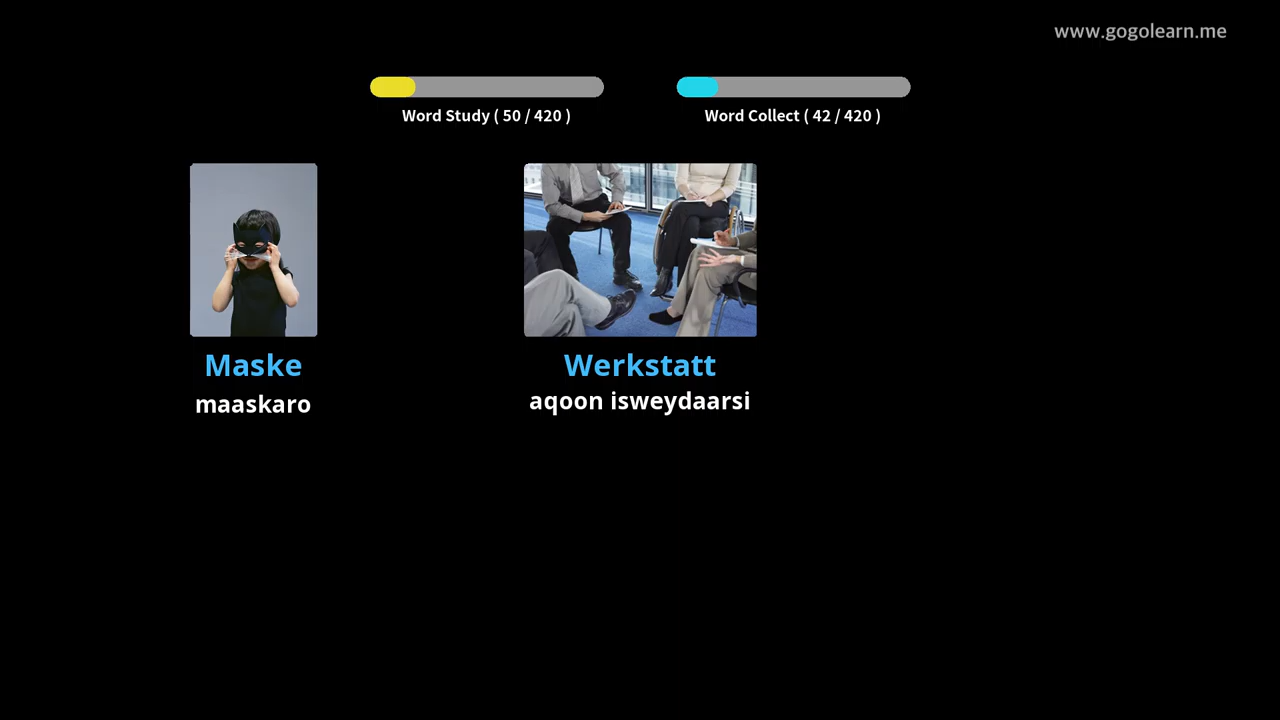 www.gogolearn.me
Word Study ( 50 / 420 )
Word Collect ( 42 / 420 )
Maske
maaskaro
Werkstatt
aqoon isweydaarsi